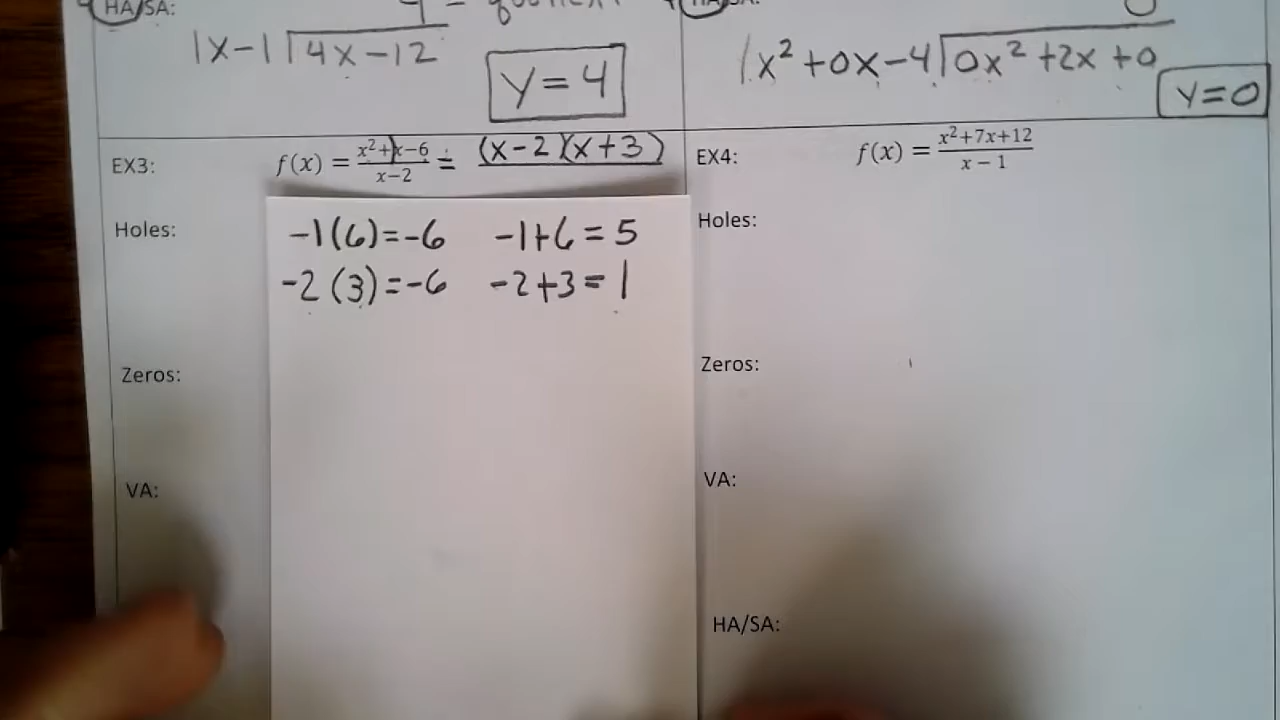 HA/SA:
1x-1 4x-12
y=4
1x²+0x-4 0x²+2x+0
y=0
EX3: f(x) = x²+x-6 / x-2 = (x-2)(x+3)
Holes:
-1(6)=-6 -1+6=5
-2(3)=-6 -2+3=1
Zeros:
VA:
EX4: f(x) = x²+7x+12 / x - 1
Holes:
Zeros:
VA:
HA/SA: